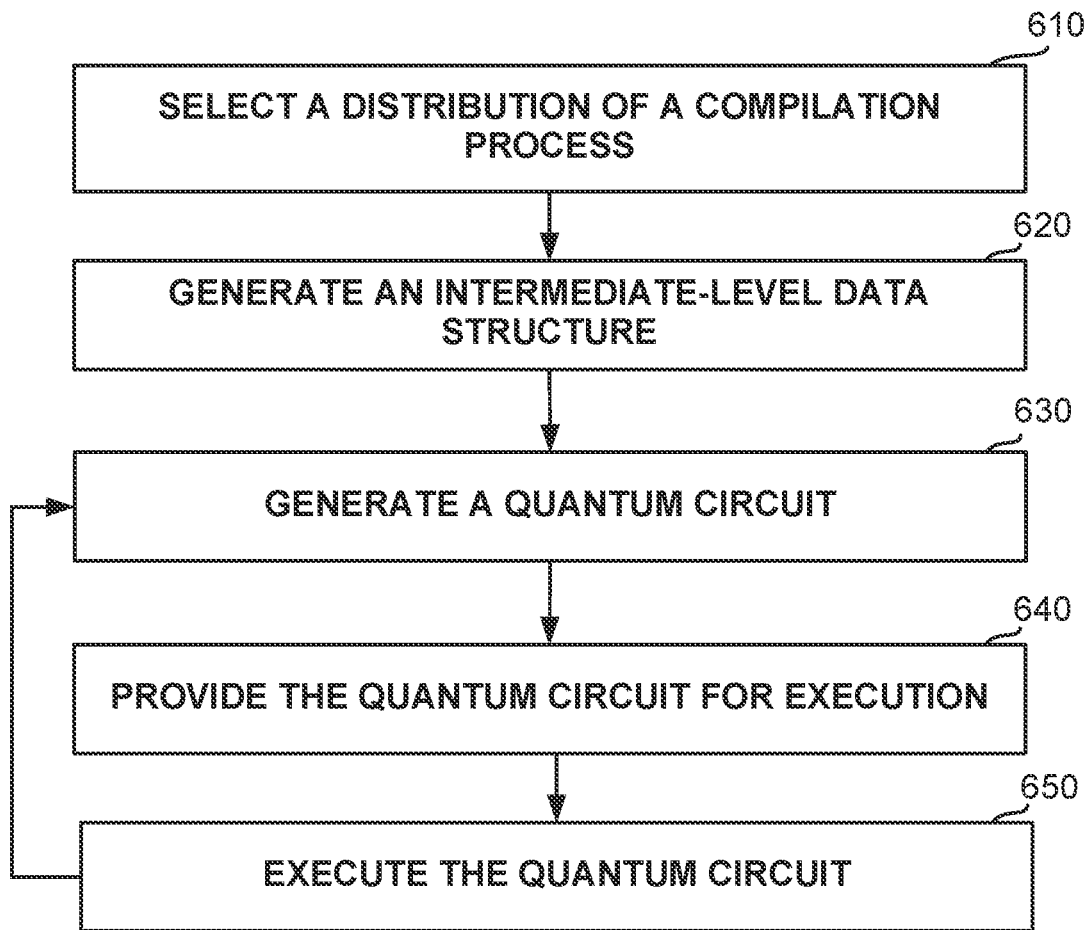 610
SELECT A DISTRIBUTION OF A COMPILATION
PROCESS
620
GENERATE AN INTERMEDIATE-LEVEL DATA
STRUCTURE
630
GENERATE A QUANTUM CIRCUIT
640
PROVIDE THE QUANTUM CIRCUIT FOR EXECUTION
650
EXECUTE THE QUANTUM CIRCUIT